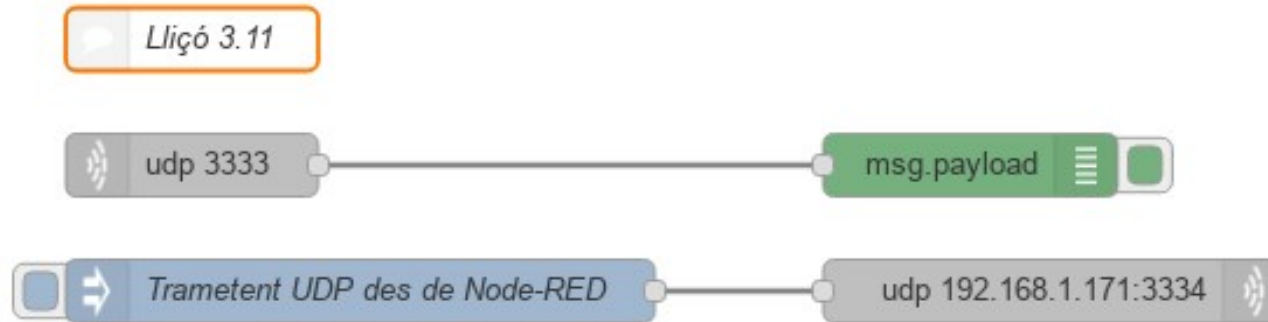 Lliçó 3.11
udp 3333
msg.payload
Trametent UDP des de Node-RED
udp 192.168.1.171:3334